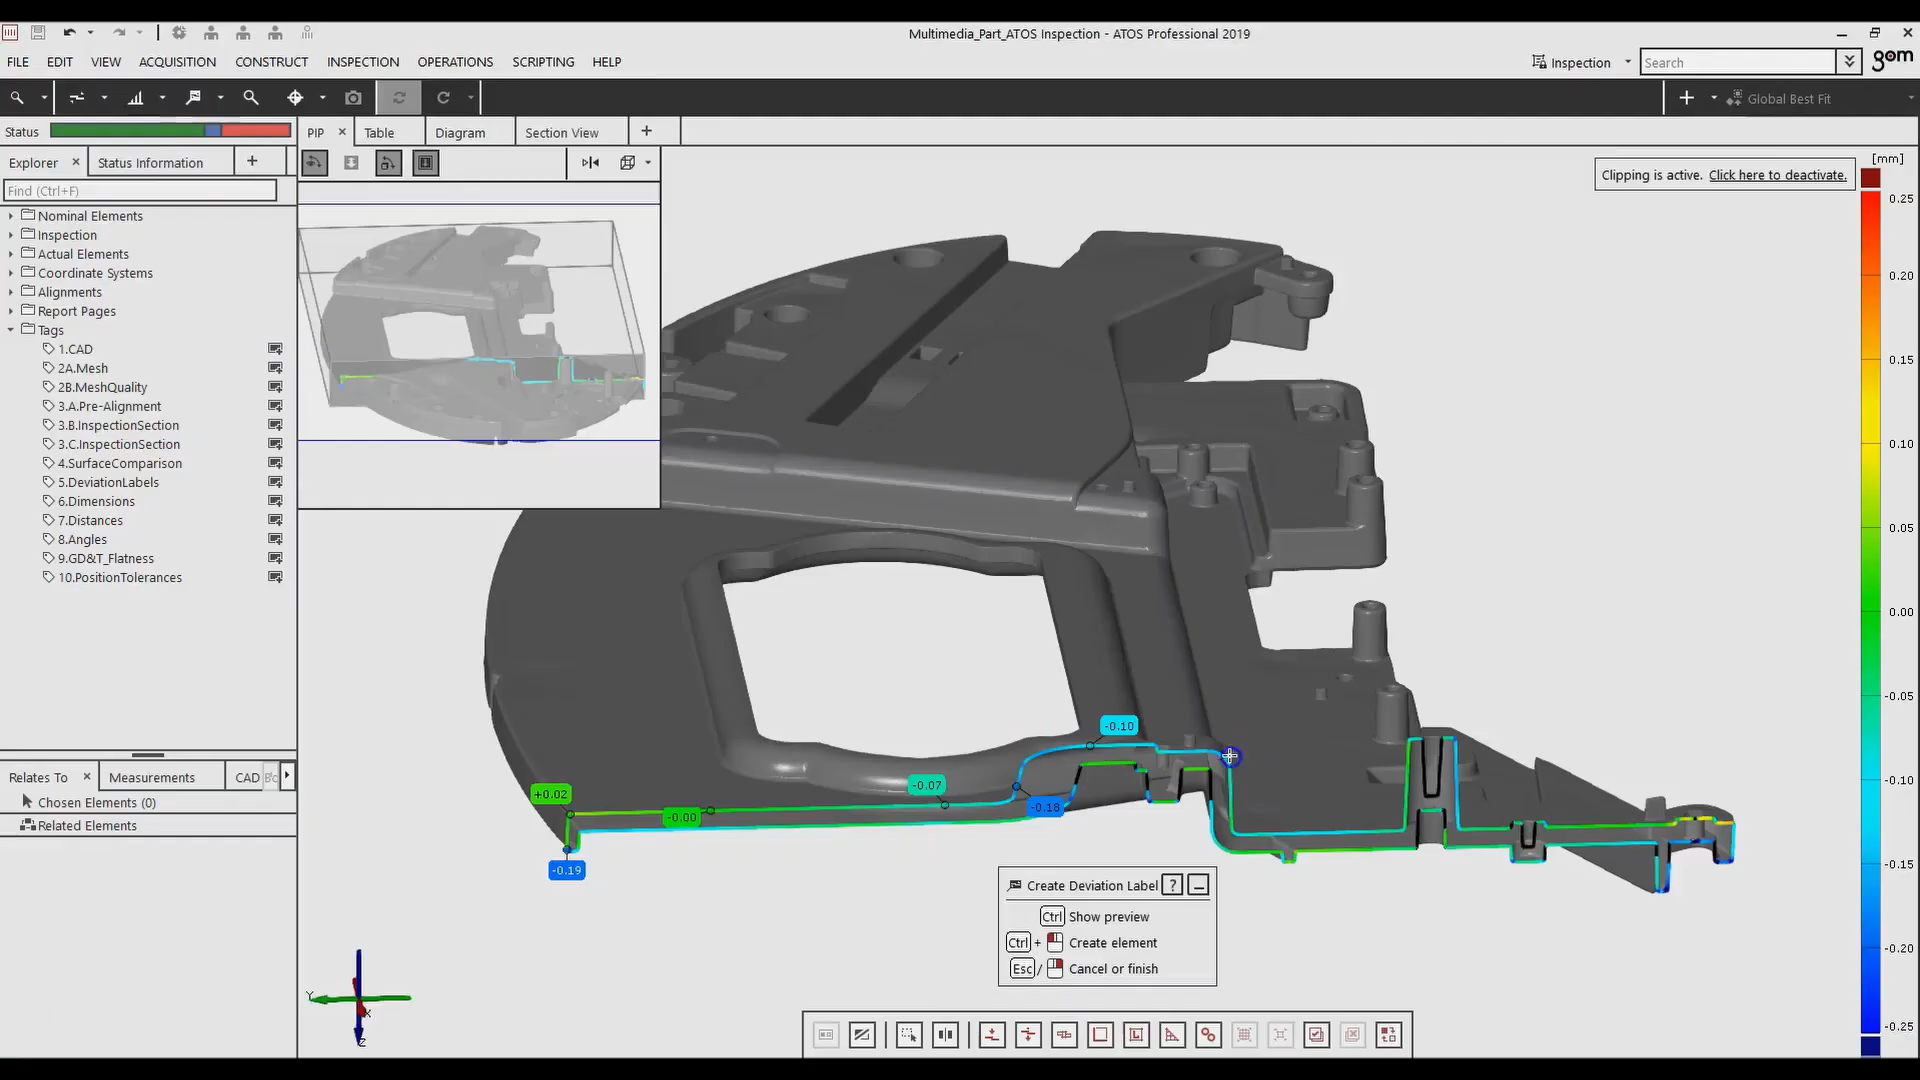 Multimedia_Part_ATOS Inspection - ATOS Professional 2019
FILE EDIT VIEW ACQUISITION CONSTRUCT INSPECTION OPERATIONS SCRIPTING HELP
Inspection
Search
gom
Global Best Fit
Status
PIP
Table
Diagram
Section View
Explorer
Status Information
Find (Ctrl+F)
Clipping is active. Click here to deactivate.
[mm]
Nominal Elements
Inspection
Actual Elements
Coordinate Systems
Alignments
Report Pages
Tags
1.CAD
2A.Mesh
2B.MeshQuality
3.A.Pre-Alignment
3.B.InspectionSection
3.C.InspectionSection
4.SurfaceComparison
5.DeviationLabels
6.Dimensions
7.Distances
8.Angles
9.GD&T_Flatness
10.PositionTolerances
Relates To
Measurements
CAD
Chosen Elements (0)
Related Elements
-0.10
-0.07
+0.02
-0.18
-0.00
-0.19
Create Deviation Label ?
Ctrl Show preview
Ctrl + Create element
Esc / Cancel or finish
Y
X
Z
0.25
0.20
0.15
0.10
0.05
0.00
-0.05
-0.10
-0.15
-0.20
-0.25